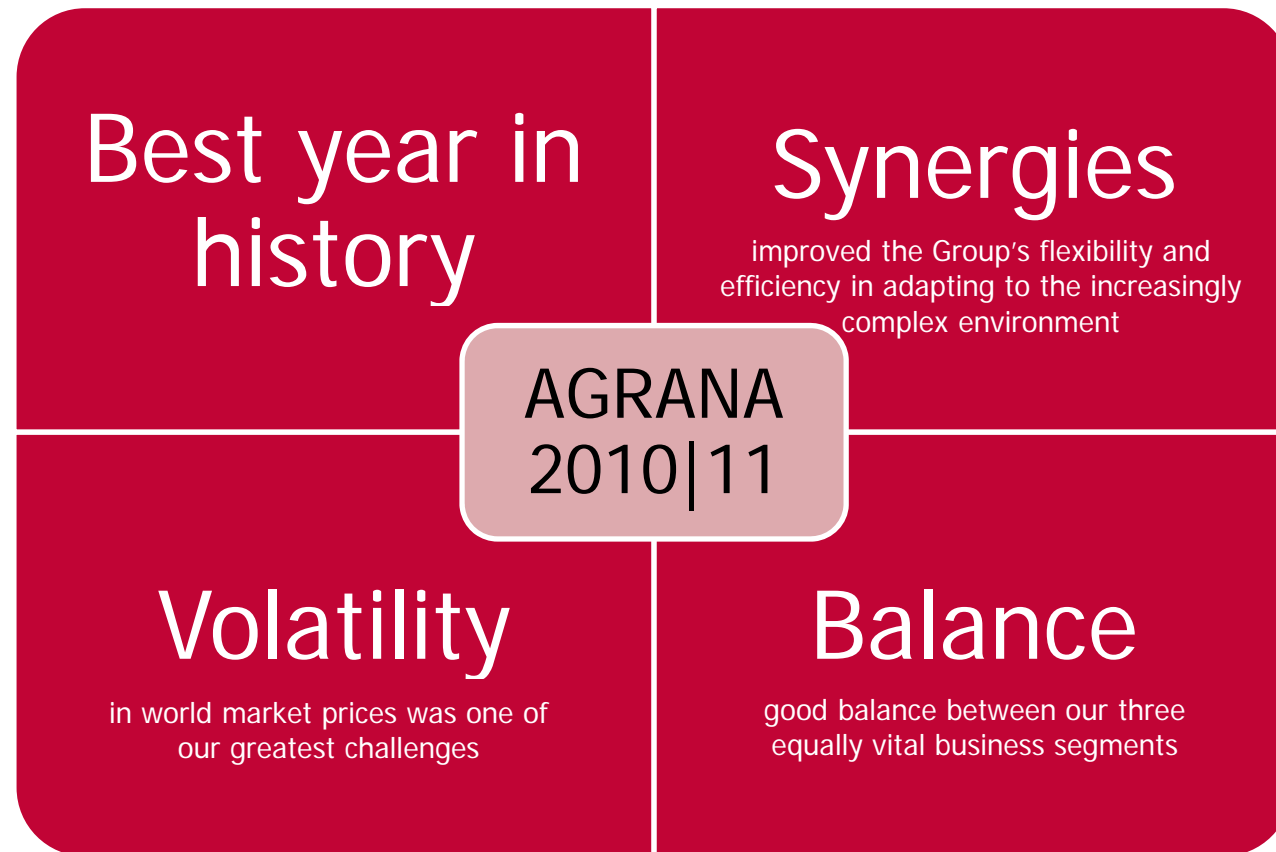 Best year in
history
Synergies
improved the Group's flexibility and
efficiency in adapting to the increasingly
complex environment
AGRANA
2010|11
Volatility
in world market prices was one of
our greatest challenges
Balance
good balance between our three
equally vital business segments